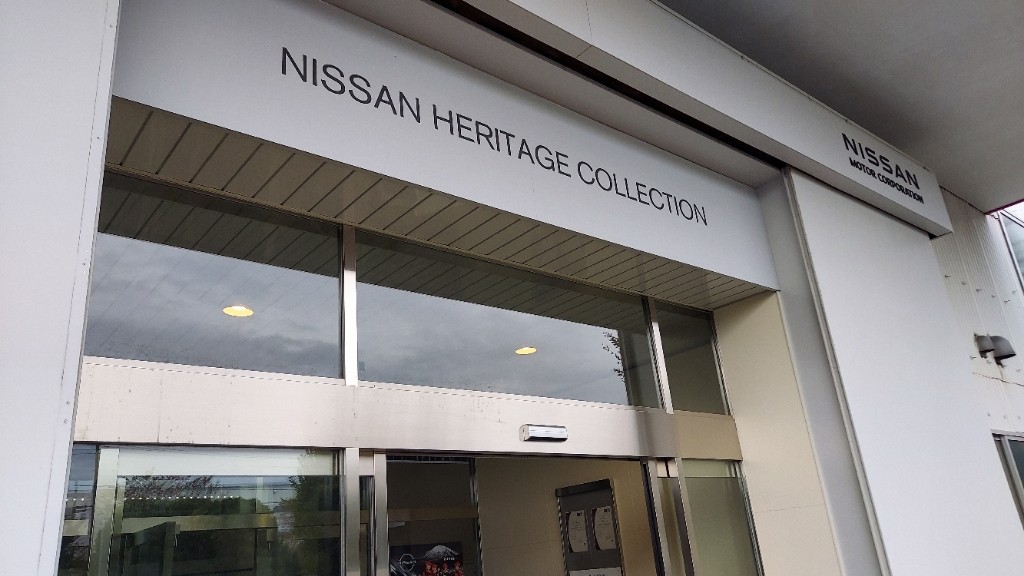 NISSAN HERITAGE COLLECTION
NISSAN
MOTOR CORPORATION